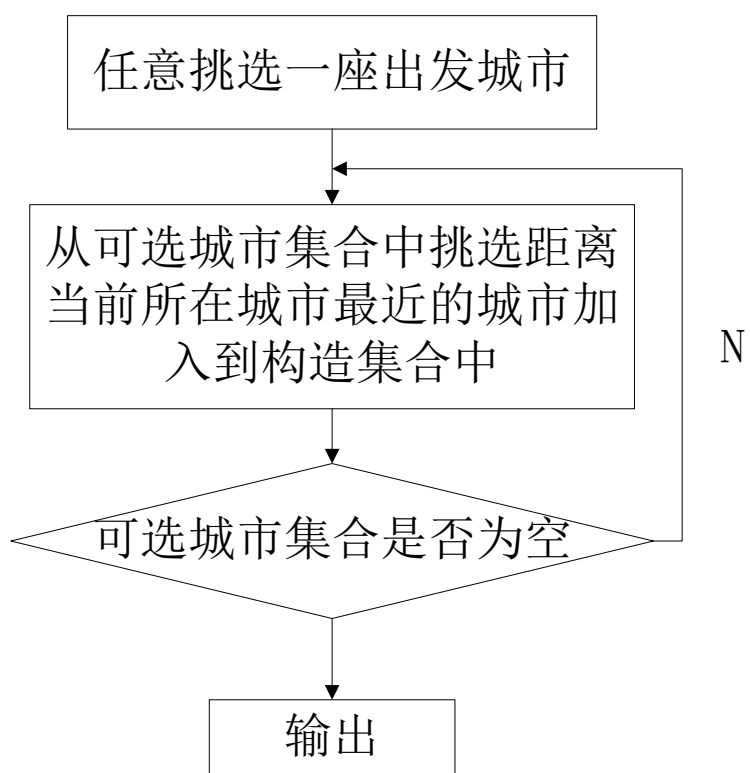 任意挑选一座出发城市
从可选城市集合中挑选距离
当前所在城市最近的城市加
入到构造集合中
N
可选城市集合是否为空
输出